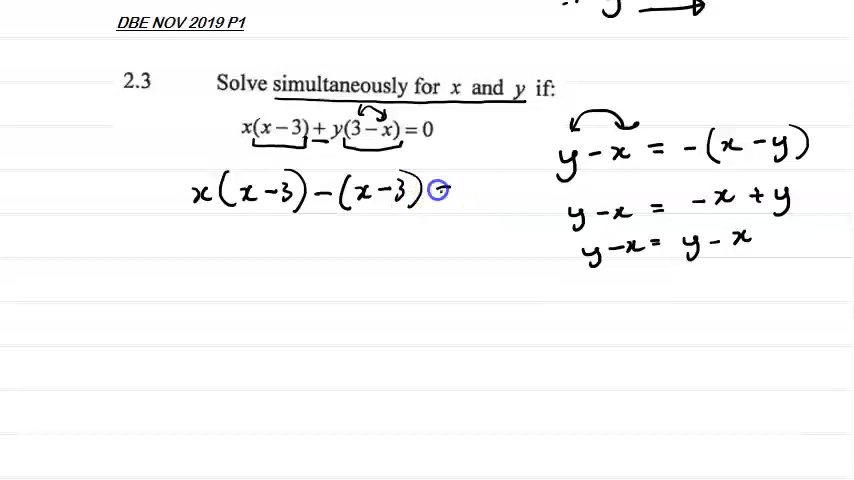 DBE NOV 2019 P1
2.3 Solve simultaneously for x and y if:
x(x − 3) + y(3 − x) = 0
x(x − 3) − (x − 3) =
y − x = −(x − y)
y − x = −x + y
y − x = y − x